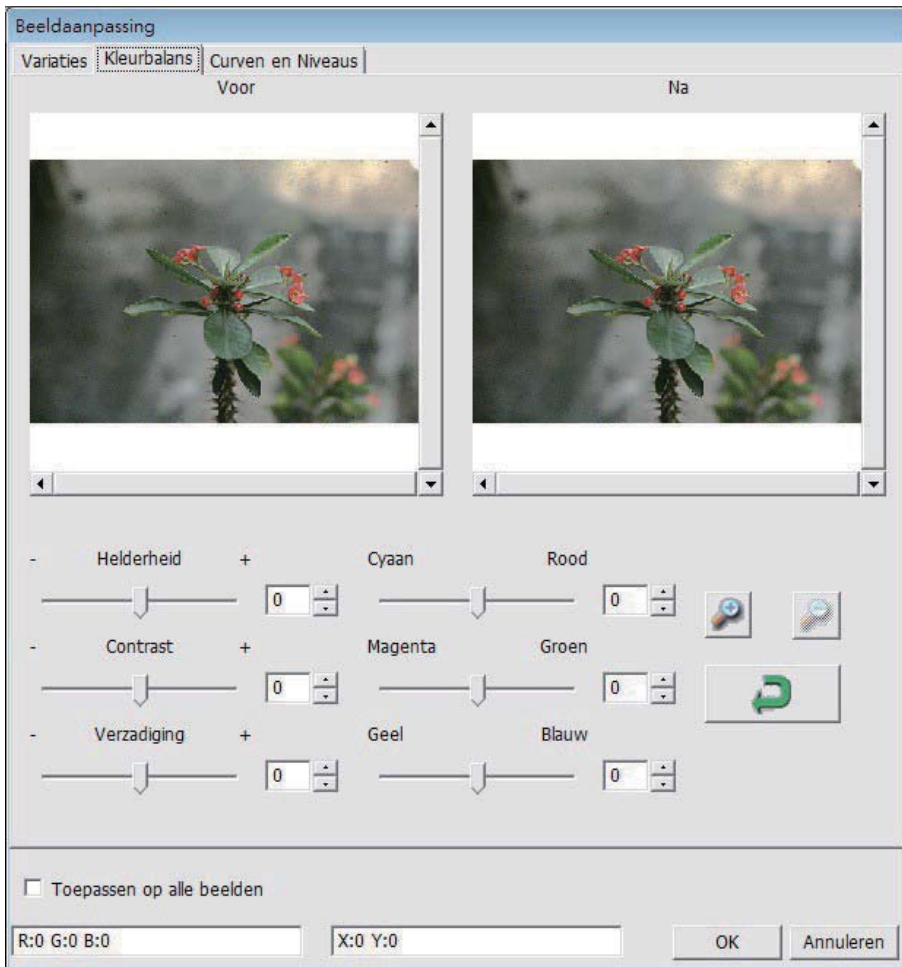 Beeldaanpassing
Variaties Kleurbalans Curven en Niveaus
Voor Na
- Helderheid + Cyaan Rood
0 0
- Contrast + Magenta Groen
0 0
- Verzadiging + Geel Blauw
0 0
Toepassen op alle beelden
R:0 G:0 B:0 X:0 Y:0 OK Annuleren